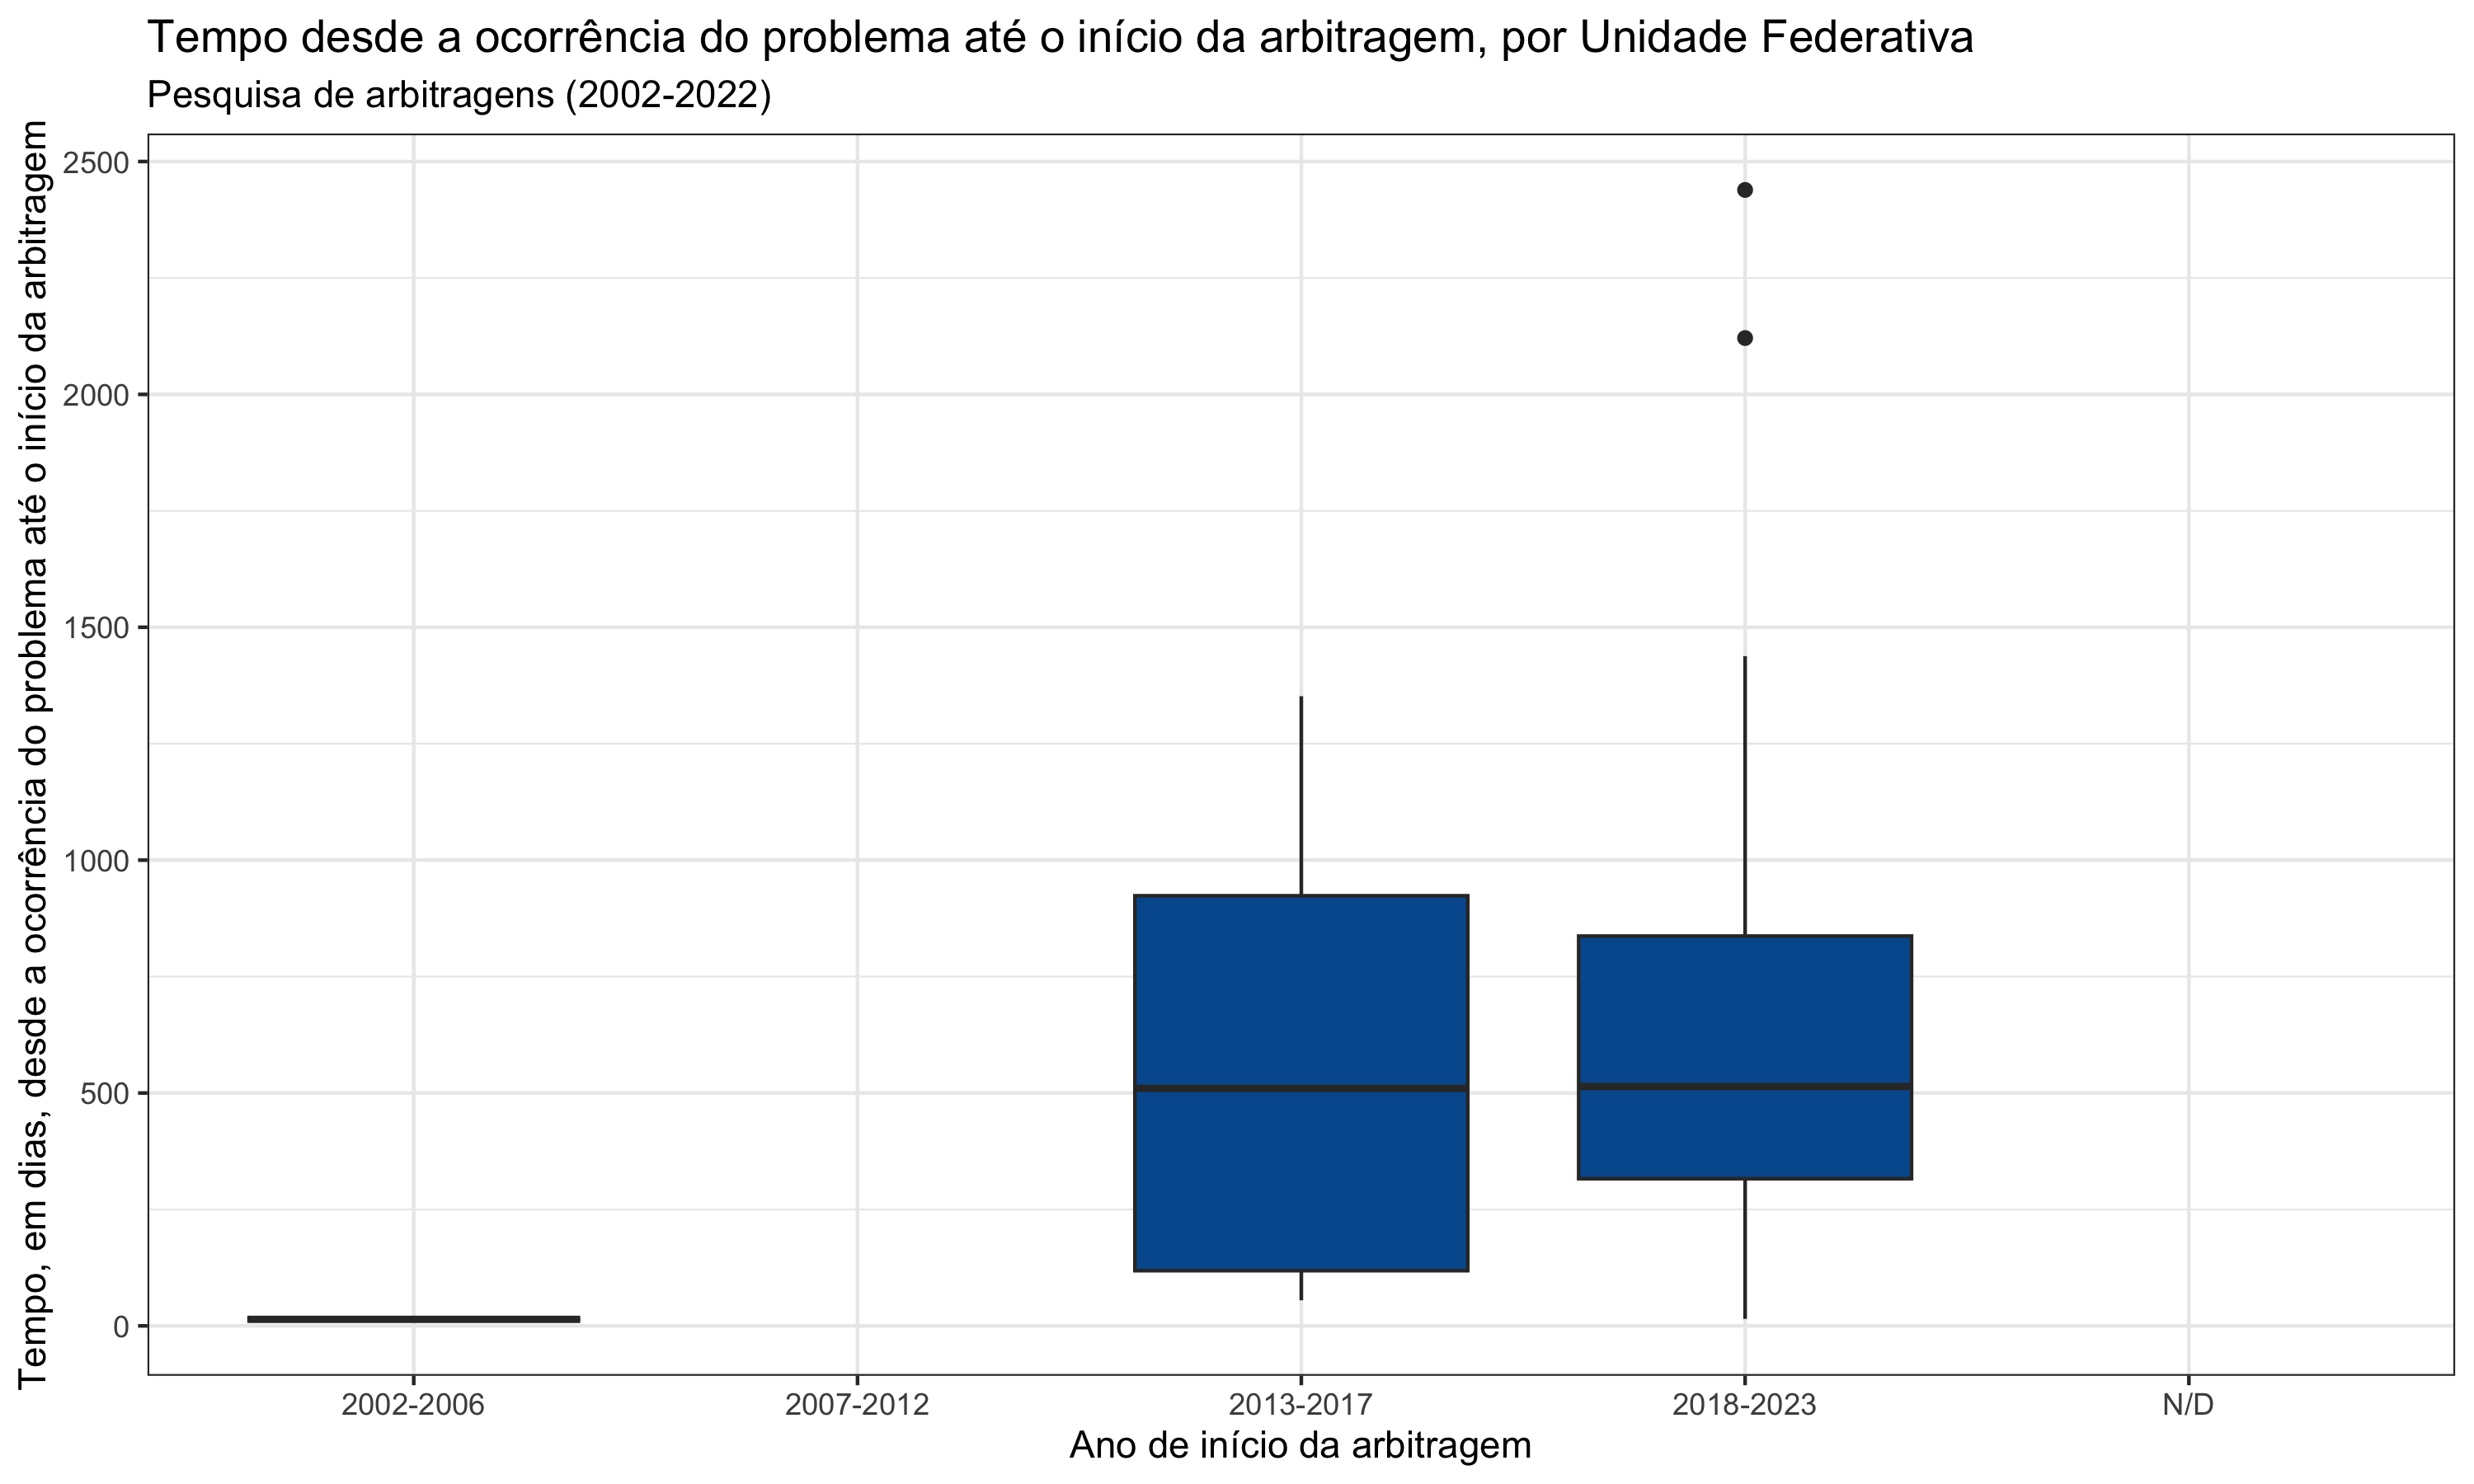 Tempo desde a ocorrência do problema até o início da arbitragem, por Unidade Federativa
Pesquisa de arbitragens (2002-2022)
Tempo, em dias, desde a ocorrência do problema até o início da arbitragem
2500
2000
1500
1000
500
0
2002-2006
2007-2012
2013-2017
2018-2023
N/D
Ano de início da arbitragem